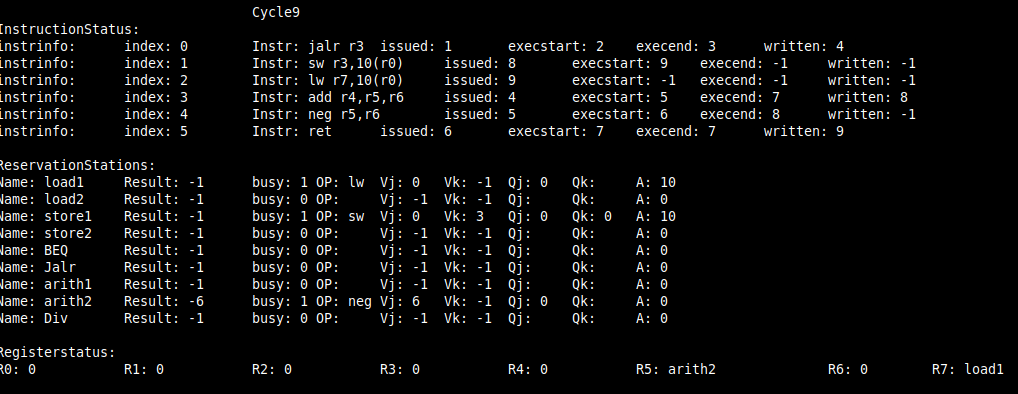 Cycle9
InstructionStatus:
instrinfo: index: 0 Instr: jalr r3 issued: 1 execstart: 2 execend: 3 written: 4
instrinfo: index: 1 Instr: sw r3,10(r0) issued: 8 execstart: 9 execend: -1 written: -1
instrinfo: index: 2 Instr: lw r7,10(r0) issued: 9 execstart: -1 execend: -1 written: -1
instrinfo: index: 3 Instr: add r4,r5,r6 issued: 4 execstart: 5 execend: 7 written: 8
instrinfo: index: 4 Instr: neg r5,r6 issued: 5 execstart: 6 execend: 8 written: -1
instrinfo: index: 5 Instr: ret issued: 6 execstart: 7 execend: 7 written: 9
ReservationStations:
Name: load1 Result: -1 busy: 1 OP: lw Vj: 0 Vk: -1 Qj: 0 Qk: A: 10
Name: load2 Result: -1 busy: 0 OP: Vj: -1 Vk: -1 Qj: Qk: A: 0
Name: store1 Result: -1 busy: 1 OP: sw Vj: 0 Vk: 3 Qj: 0 Qk: 0 A: 10
Name: store2 Result: -1 busy: 0 OP: Vj: -1 Vk: -1 Qj: Qk: A: 0
Name: BEQ Result: -1 busy: 0 OP: Vj: -1 Vk: -1 Qj: Qk: A: 0
Name: Jalr Result: -1 busy: 0 OP: Vj: -1 Vk: -1 Qj: Qk: A: 0
Name: arith1 Result: -1 busy: 0 OP: Vj: -1 Vk: -1 Qj: Qk: A: 0
Name: arith2 Result: -6 busy: 1 OP: neg Vj: 6 Vk: -1 Qj: 0 Qk: A: 0
Name: Div Result: -1 busy: 0 OP: Vj: -1 Vk: -1 Qj: Qk: A: 0
Registerstatus:
R0: 0 R1: 0 R2: 0 R3: 0 R4: 0 R5: arith2 R6: 0 R7: load1